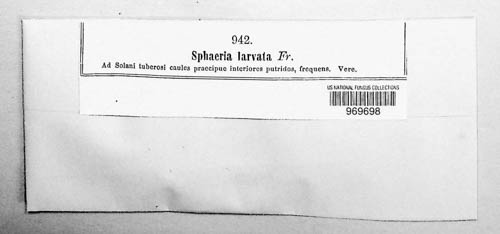 942.
Sphaeria larvata Fr.
Ad Solani tuberosi caules praecipue interiores putridos, frequens. Vere.
US NATIONAL FUNGUS COLLECTIONS
969698